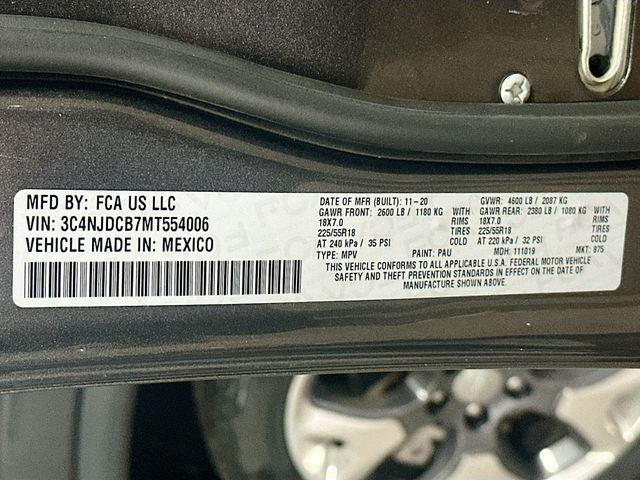 MFD BY: FCA US LLC
VIN: 3C4NJDCB7MT554006
VEHICLE MADE IN: MEXICO
DATE OF MFR (BUILT): 11-20 GVWR: 4600 LB / 2087 KG
GAWR FRONT: 2600 LB / 1180 KG WITH GAWR REAR: 2380 LB / 1080 KG WITH
18X7.0 RIMS 18X7.0 RIMS
225/55R18 TIRES 225/55R18 TIRES
AT 240 kPa / 35 PSI COLD AT 220 kPa / 32 PSI COLD
TYPE: MPV PAINT: PAU MDH: 111019 MKT: 875
THIS VEHICLE CONFORMS TO ALL APPLICABLE U.S.A. FEDERAL MOTOR VEHICLE
SAFETY AND THEFT PREVENTION STANDARDS IN EFFECT ON THE DATE OF
MANUFACTURE SHOWN ABOVE.